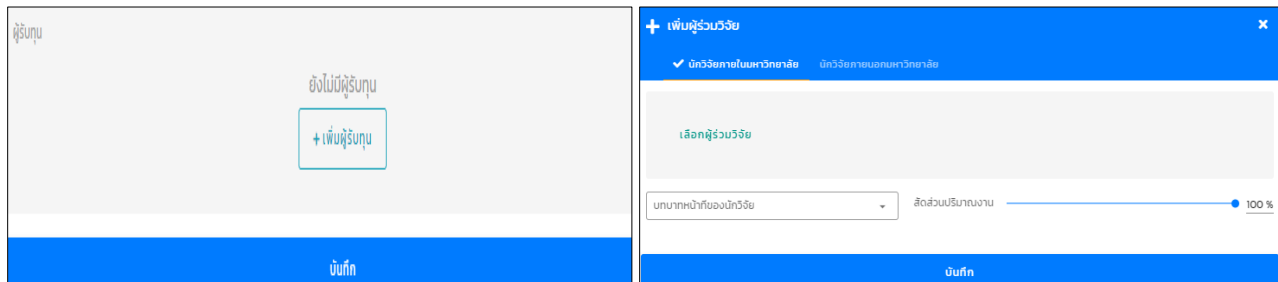 ผู้รับทุน
ยังไม่มีผู้รับทุน
+ เพิ่มผู้รับทุน
บันทึก
+ เพิ่มผู้ร่วมวิจัย
นักวิจัยภายในมหาวิทยาลัย นักวิจัยภายนอกมหาวิทยาลัย
เลือกผู้ร่วมวิจัย
บทบาทหน้าที่ของนักวิจัย สัดส่วนปริมาณงาน 100 %
บันทึก